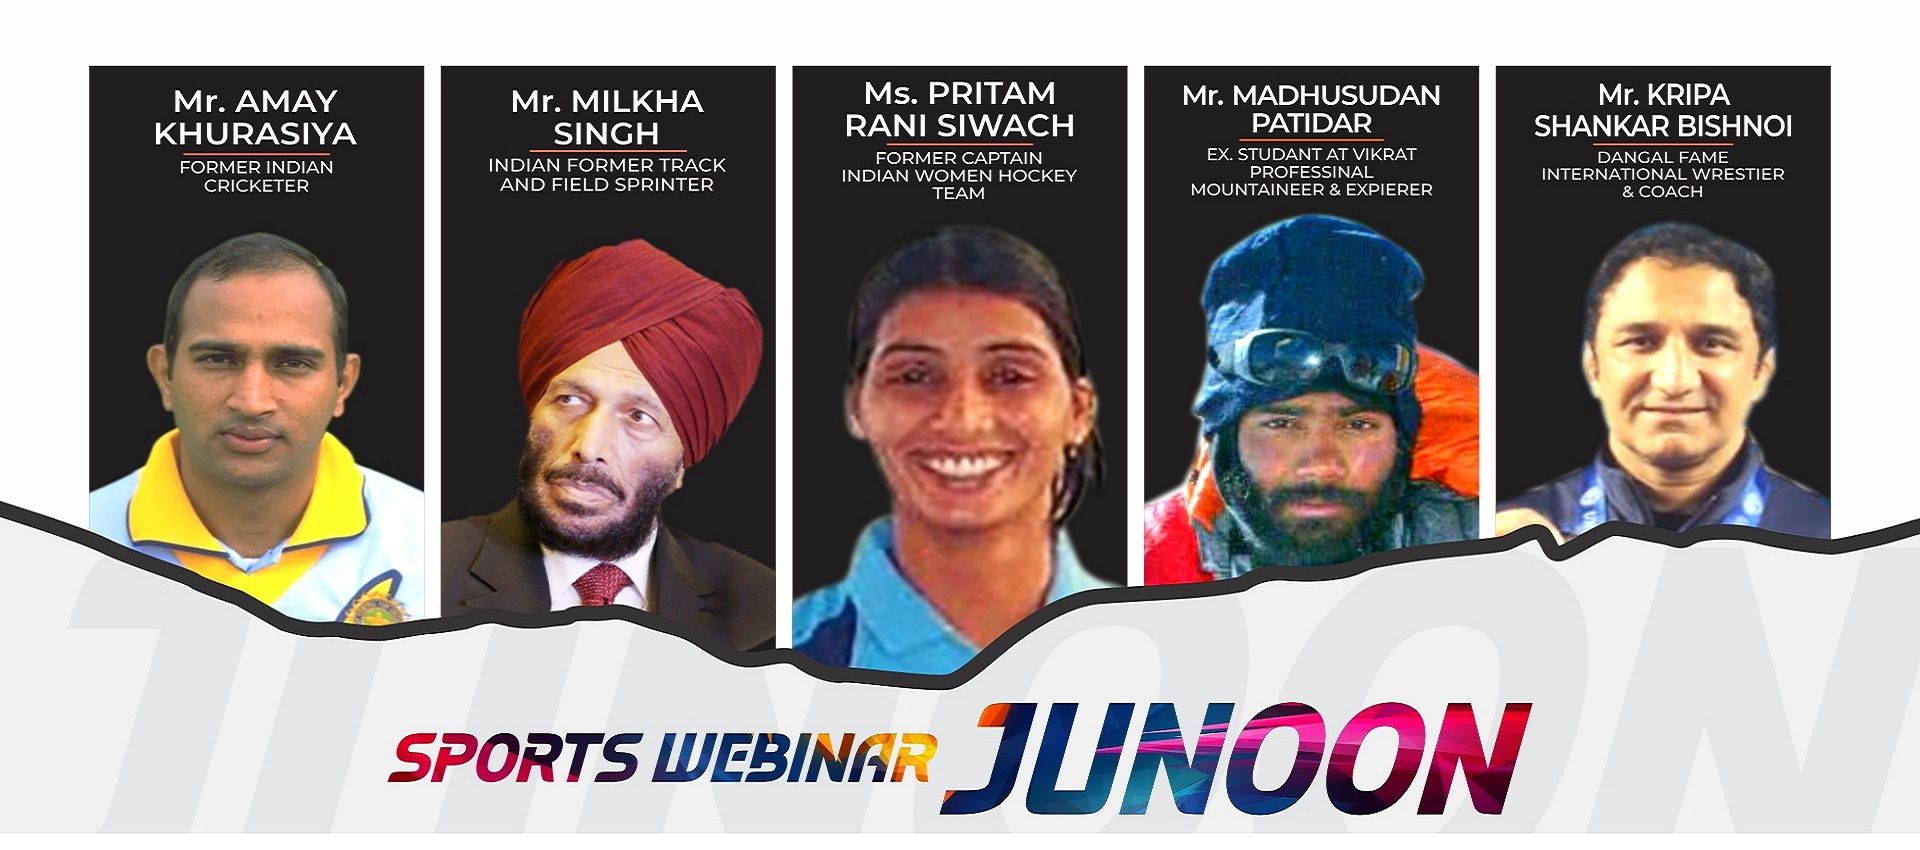 Mr. AMAY
KHURASIYA
FORMER INDIAN
CRICKETER
Mr. MILKHA
SINGH
INDIAN FORMER TRACK
AND FIELD SPRINTER
Ms. PRITAM
RANI SIWACH
FORMER CAPTAIN
INDIAN WOMEN HOCKEY
TEAM
Mr. MADHUSUDAN
PATIDAR
EX. STUDENT AT VIKRAT
PROFESSINAL
MOUNTAINEER & EXPIERER
Mr. KRIPA
SHANKAR BISHNOI
DANGAL FAME
INTERNATIONAL WRESTIER
& COACH
JUNOON
SPORTS WEBINAR JUNOON